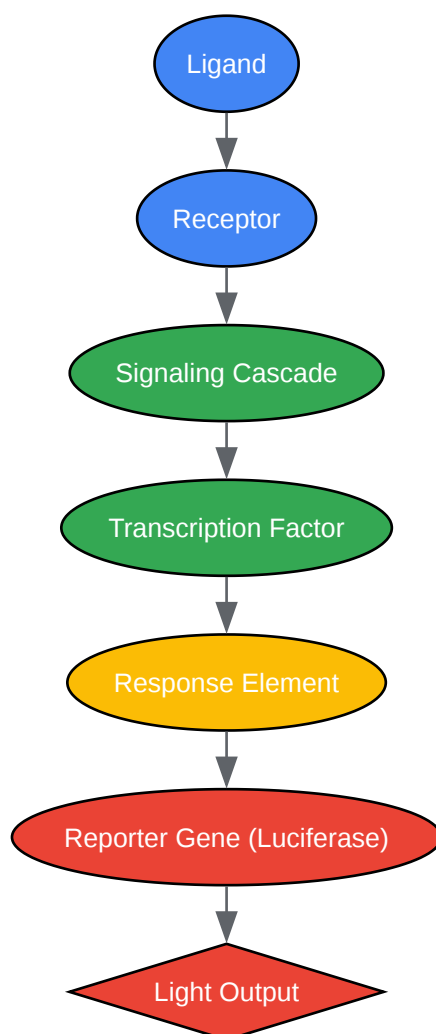 Ligand
Receptor
Signaling Cascade
Transcription Factor
Response Element
Reporter Gene (Luciferase)
Light Output